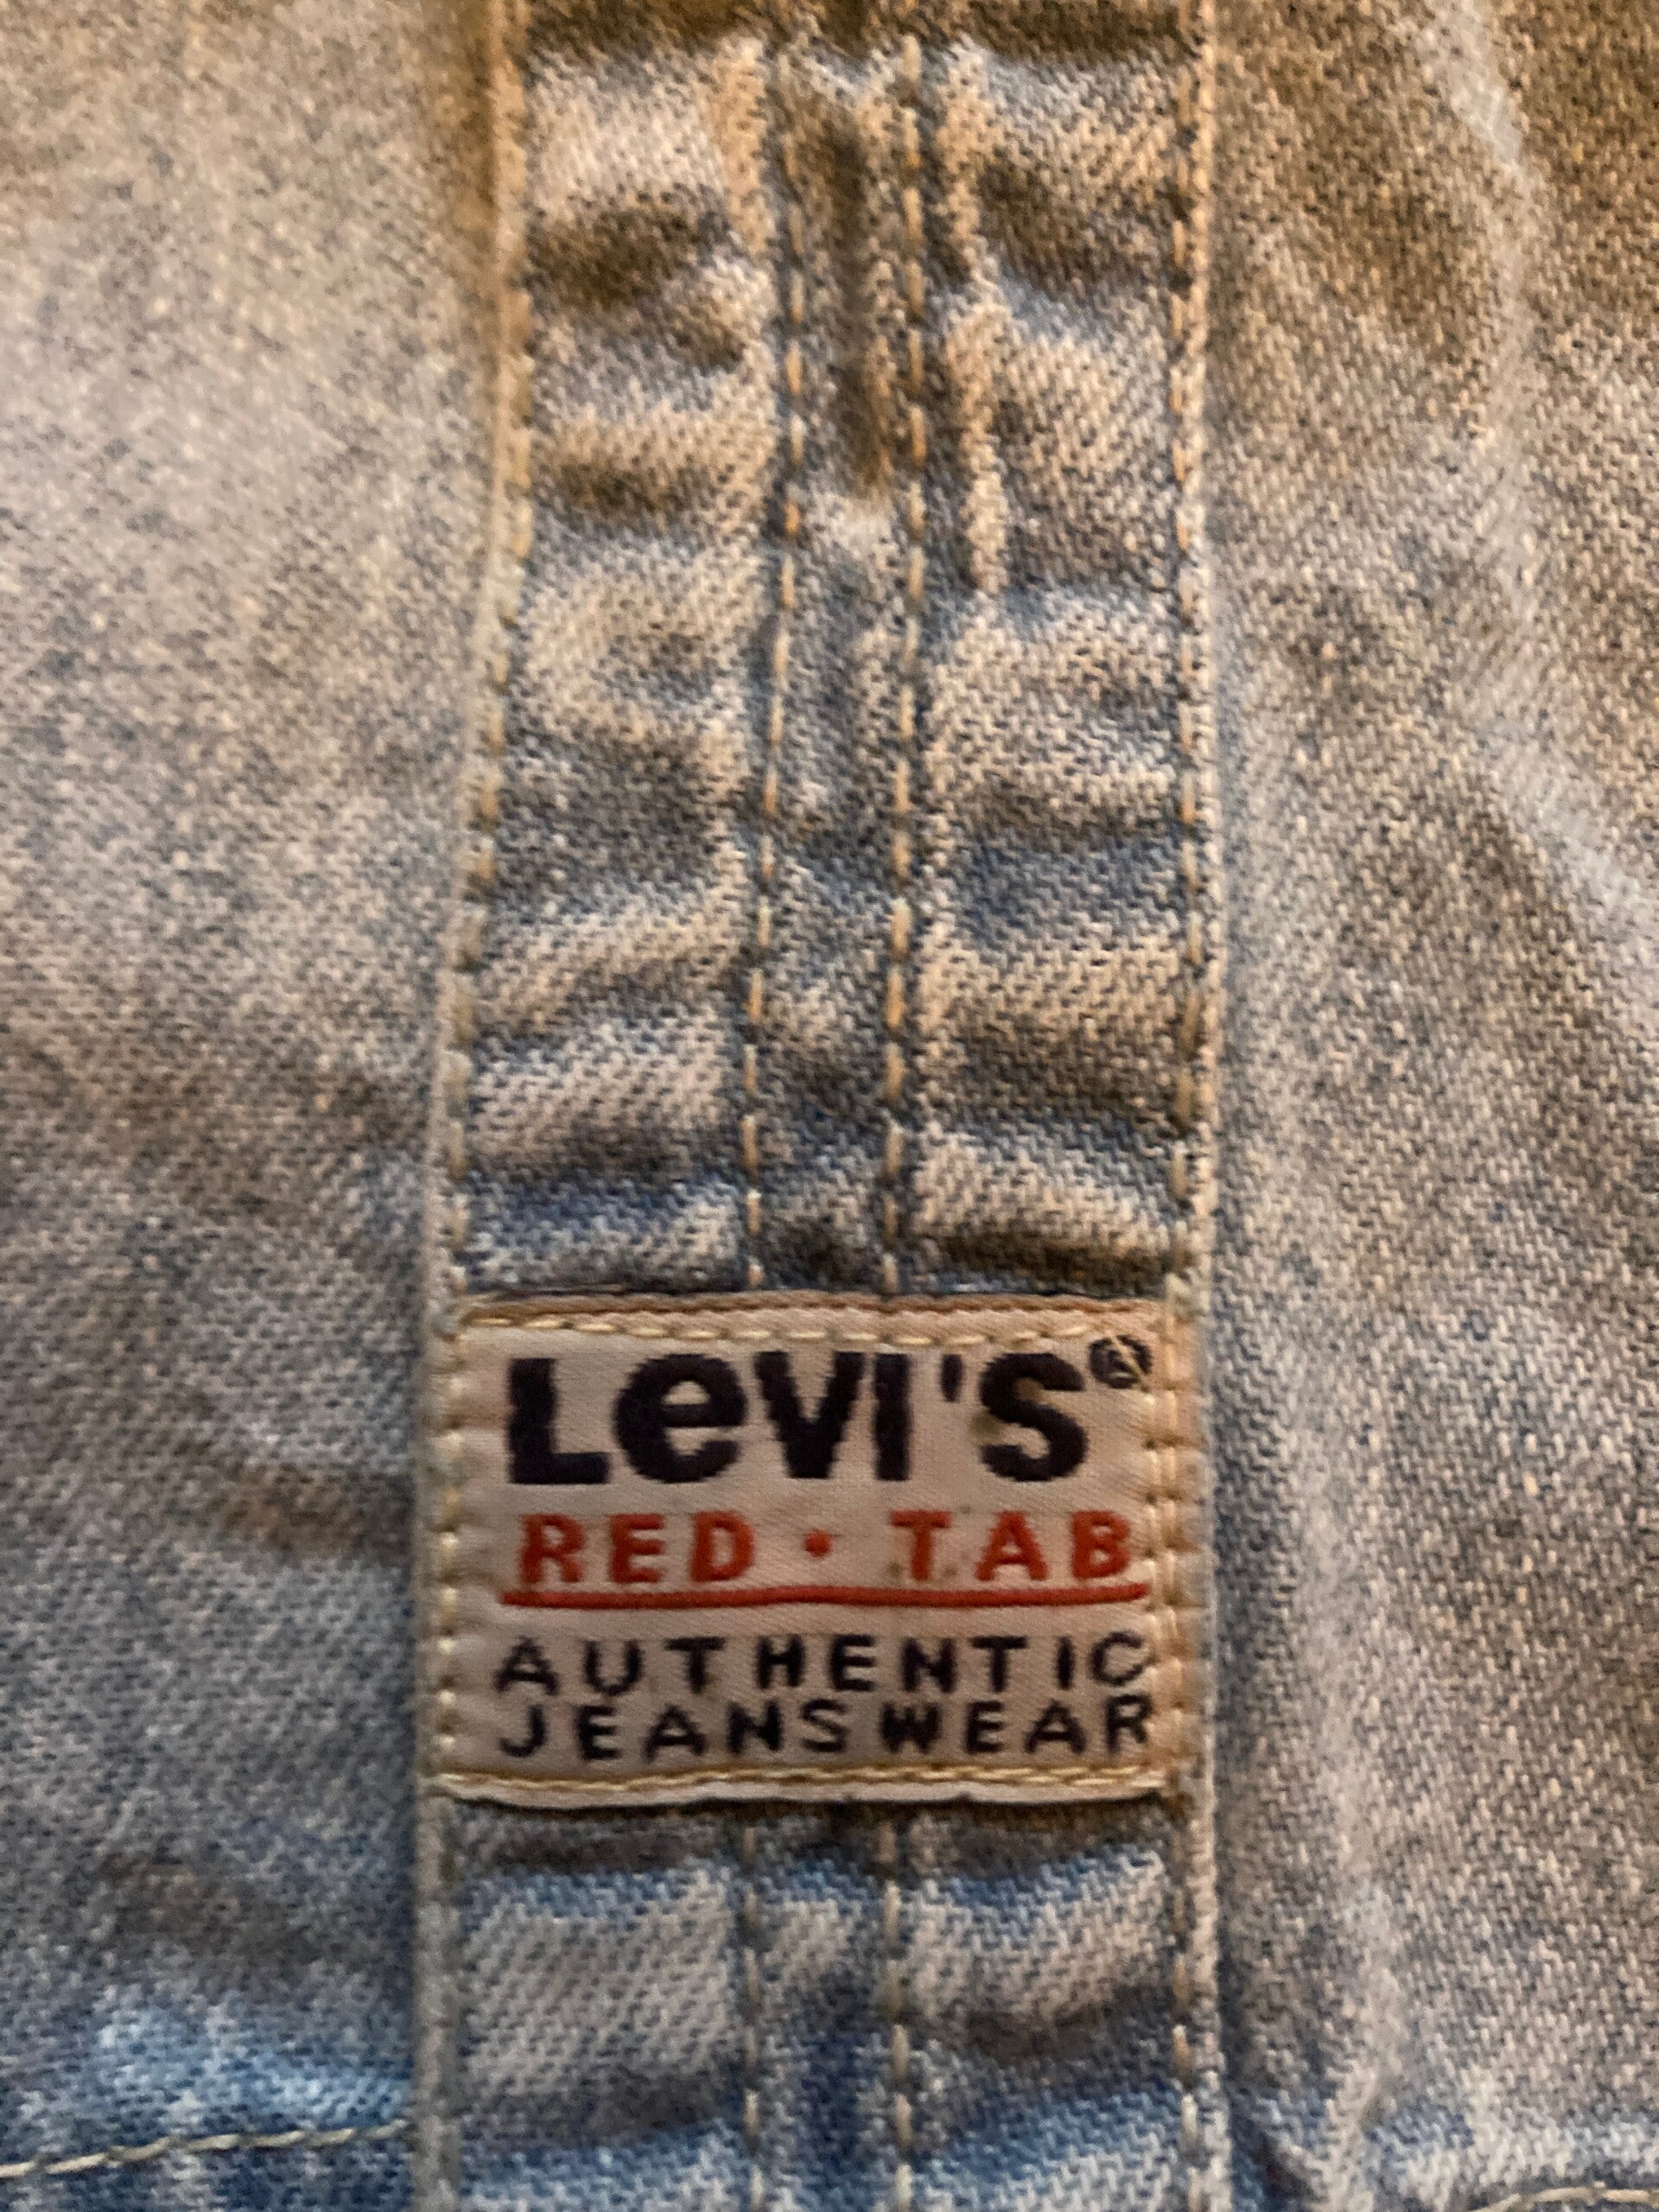 LeVI'S®
RED • TAB
AUTHENTIC
JEANSWEAR